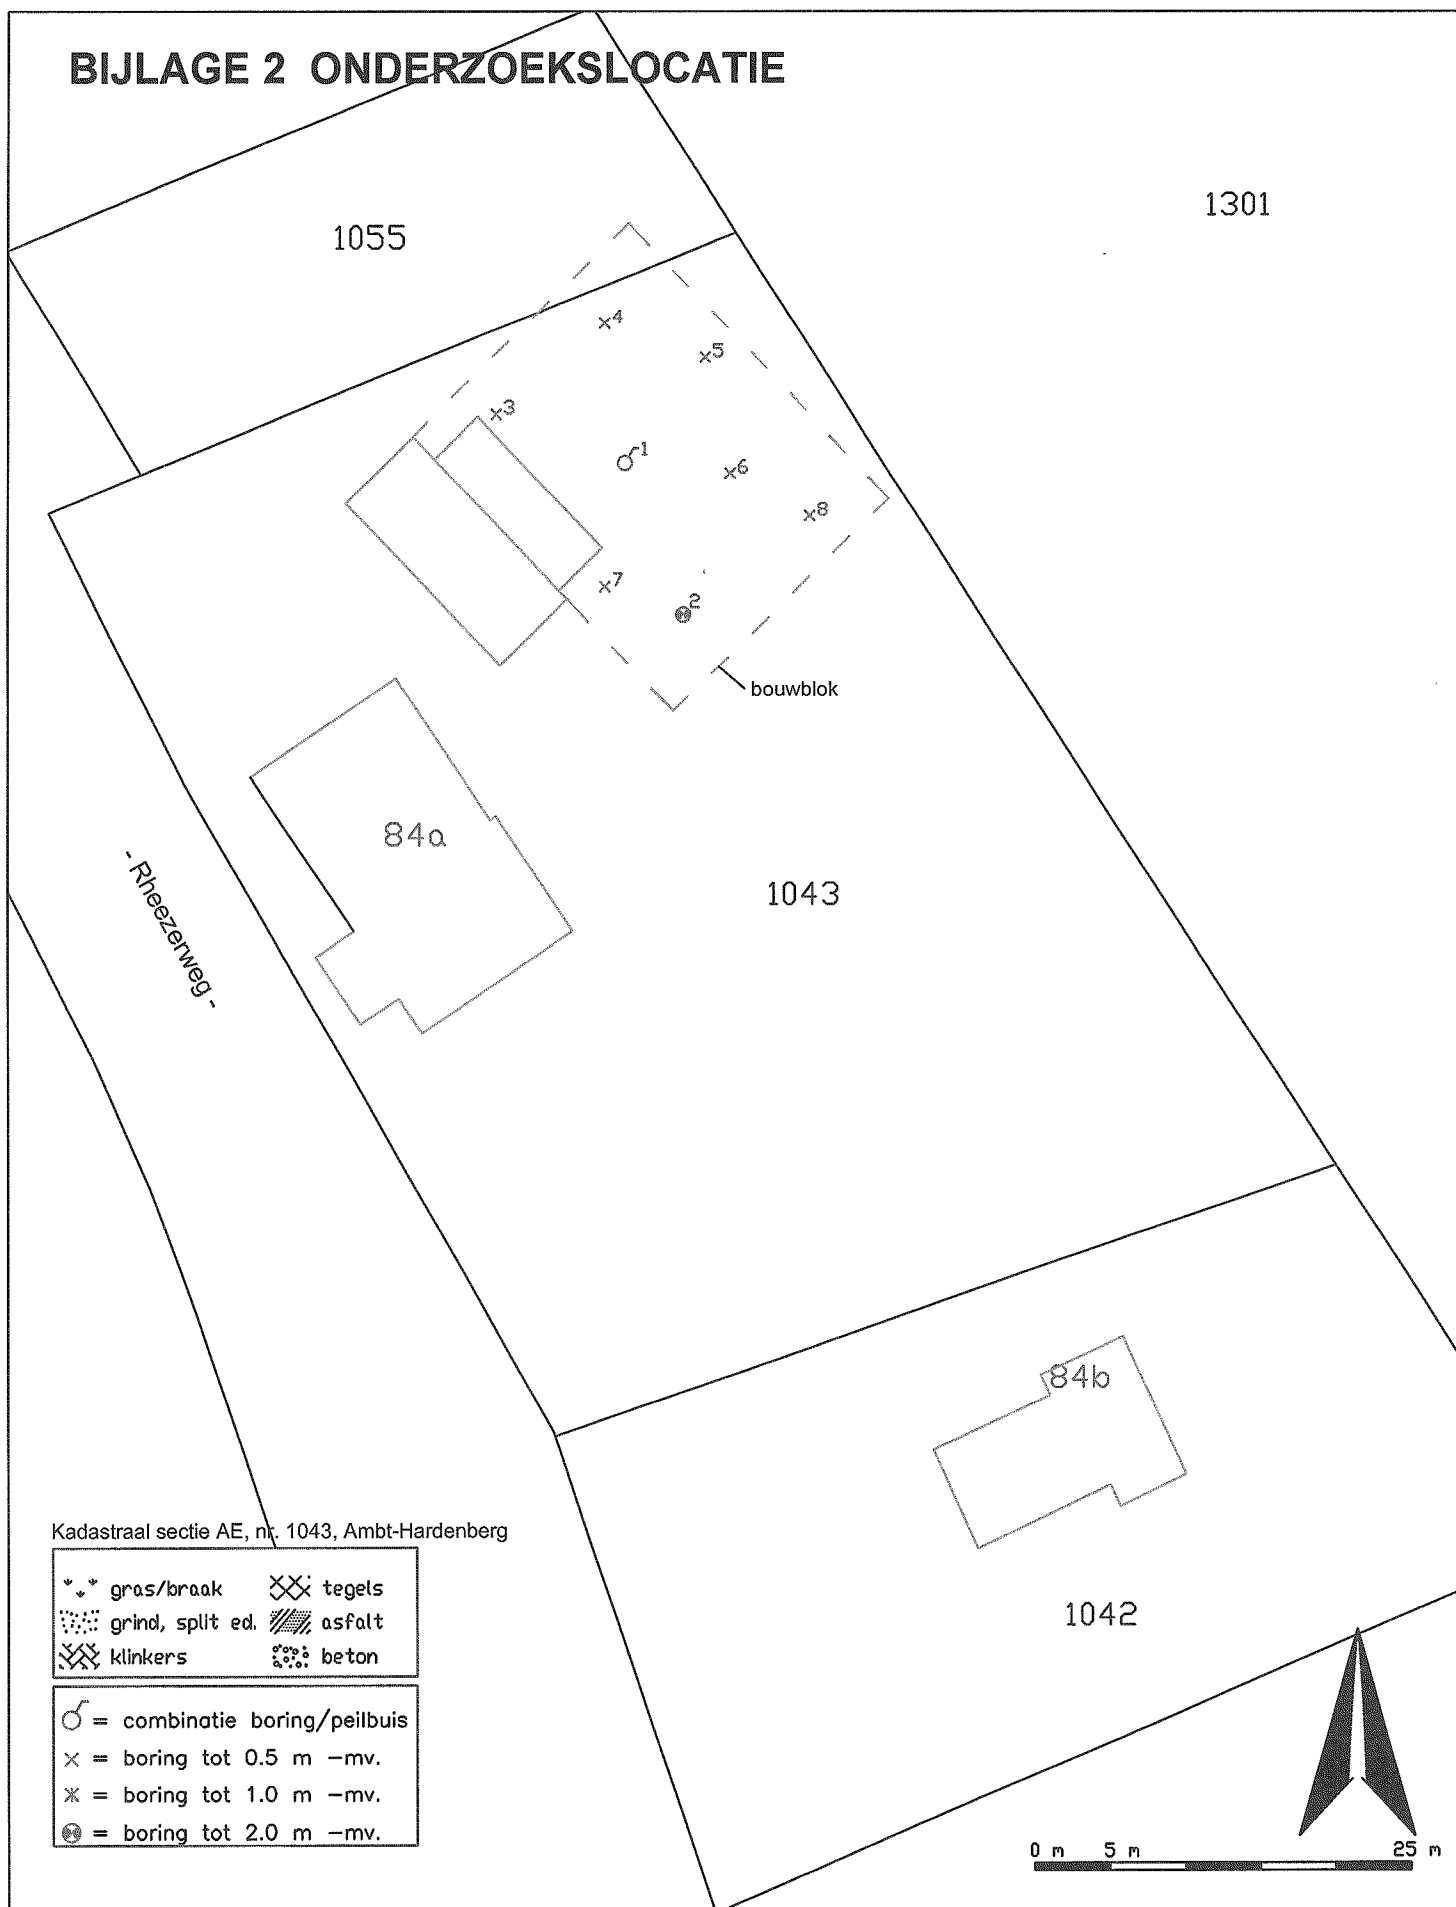 BIJLAGE 2 ONDERZOEKSLOCATIE
1301
1055
4
5
3
1
6
8
7
2
bouwblok
84a
- Rheezerweg -
1043
84b
Kadastraal sectie AE, nr. 1043, Ambt-Hardenberg
gras/braak tegels
grind, split ed. asfalt
klinkers beton
1042
= combinatie boring/peilbuis
= boring tot 0.5 m -mv.
= boring tot 1.0 m -mv.
= boring tot 2.0 m -mv.
0 m 5 m 25 m